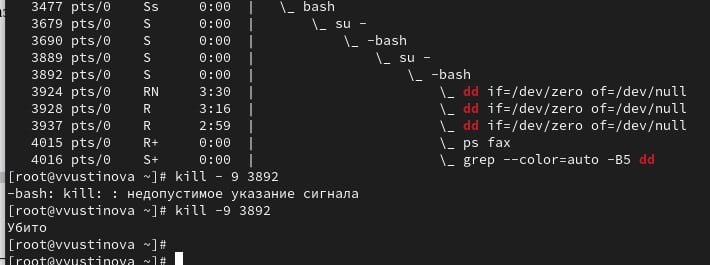 3477 pts/0    Ss     0:00  |   \_ bash
3679 pts/0    S      0:00  |       \_ su -
3690 pts/0    S      0:00  |           \_ -bash
3889 pts/0    S      0:00  |               \_ su -
3892 pts/0    S      0:00  |                   \_ -bash
3924 pts/0    RN     3:30  |                       \_ dd if=/dev/zero of=/dev/null
3928 pts/0    R      3:16  |                       \_ dd if=/dev/zero of=/dev/null
3937 pts/0    R      2:59  |                       \_ dd if=/dev/zero of=/dev/null
4015 pts/0    R+     0:00  |                       \_ ps fax
4016 pts/0    S+     0:00  |                       \_ grep --color=auto -B5 dd
[root@vvustinova ~]# kill - 9 3892
-bash: kill: : недопустимое указание сигнала
[root@vvustinova ~]# kill -9 3892
Убито
[root@vvustinova ~]#
[root@vvustinova ~]#